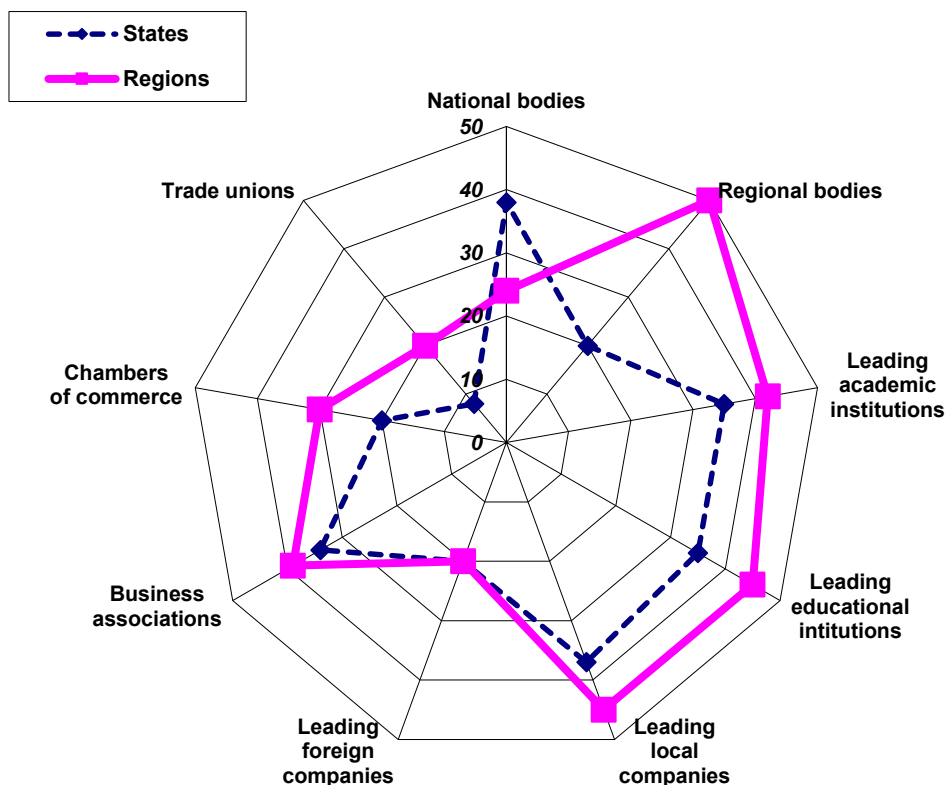 States
Regions
National bodies
50
40
30
20
10
0
Regional bodies
Leading
academic
institutions
Leading
educational
intitutions
Leading
local
companies
Leading
foreign
companies
Business
associations
Chambers
of commerce
Trade unions